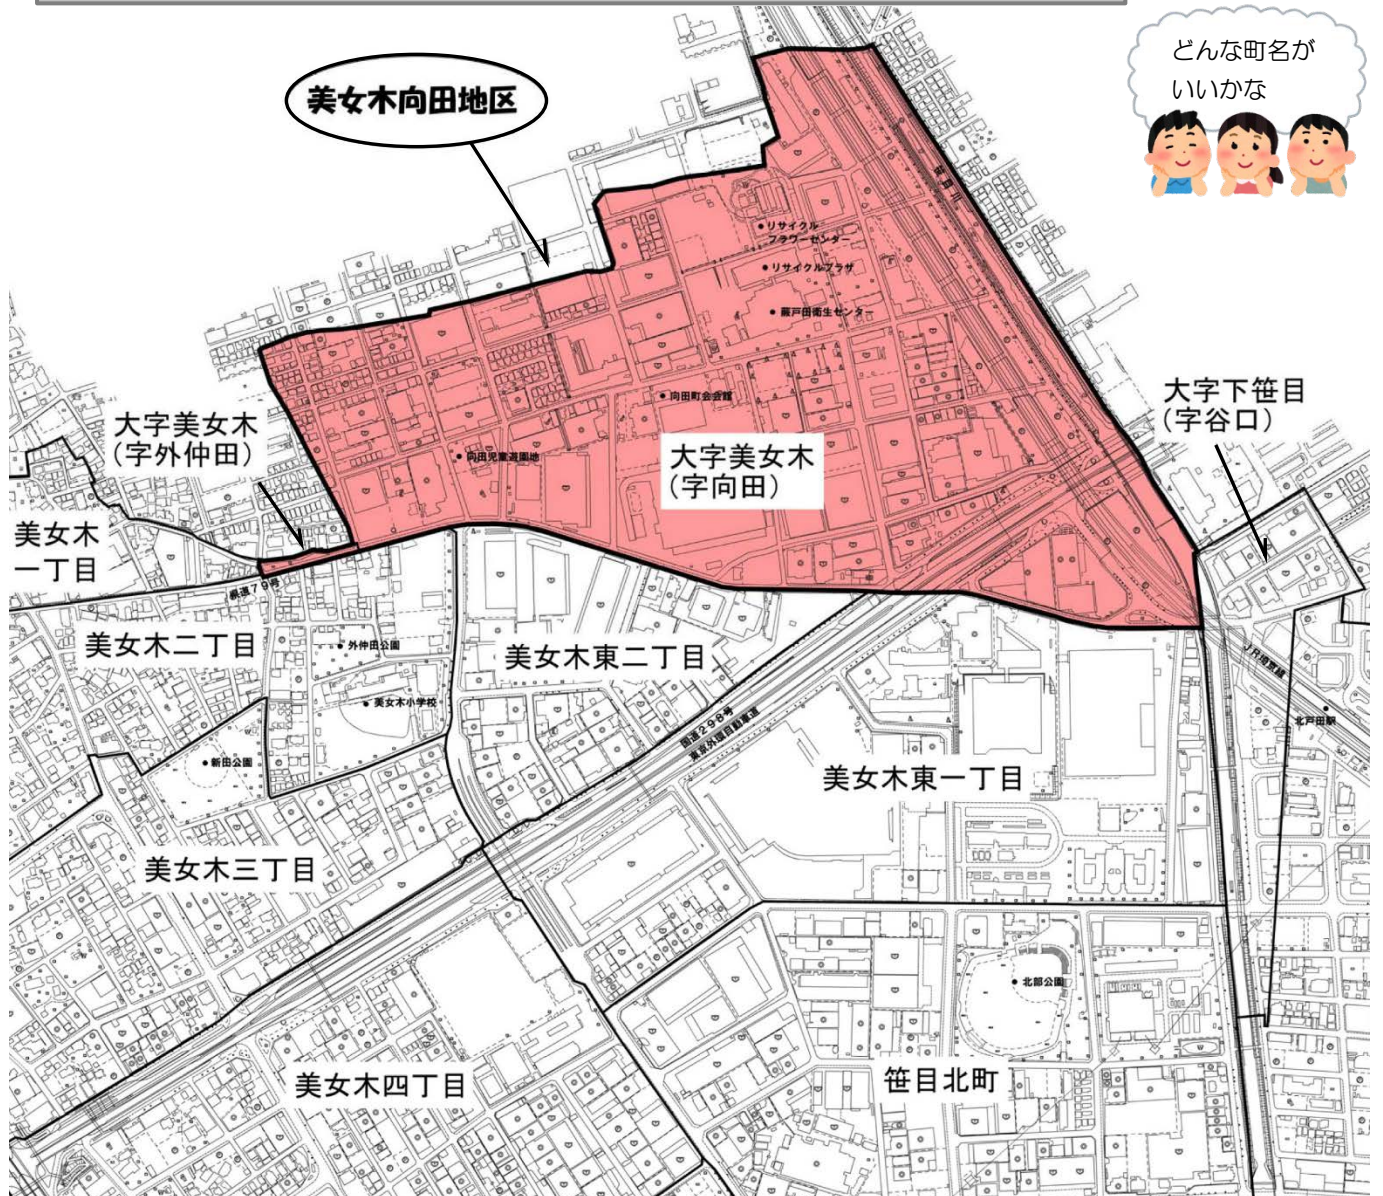 どんな町名が
いいかな
美女木向田地区
笹目川
リサイクル
フラワーセンター
リサイクルプラザ
蕨戸田衛生センター
向田町会会館
大字下笹目
（字谷口）
大字美女木
（字外仲田）
向田児童遊園地
大字美女木
（字向田）
美女木
一丁目
県道79号
美女木二丁目
外仲田公園
美女木東二丁目
JR埼京線
美女木小学校
北戸田駅
国道298号
東京外環自動車道
新田公園
美女木東一丁目
美女木三丁目
北部公園
美女木四丁目
笹目北町